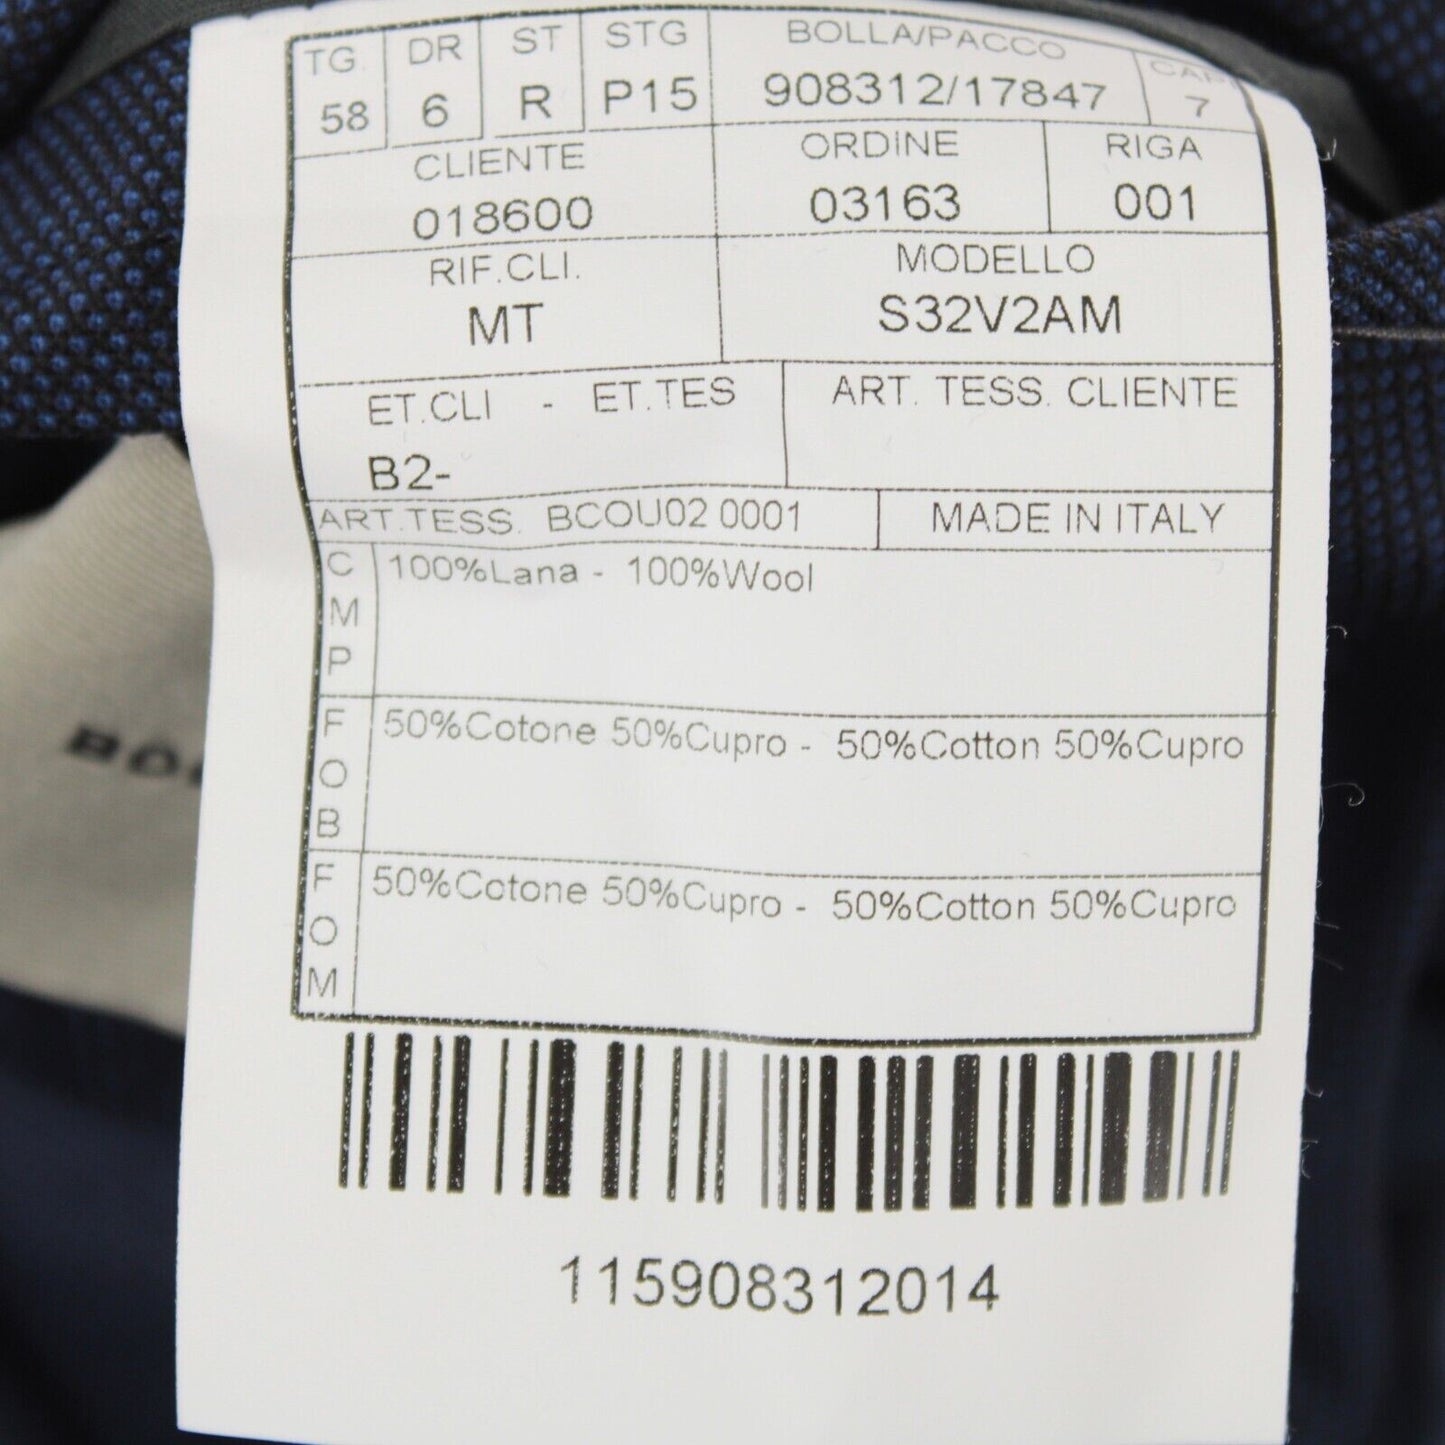 TG. DR ST STG BOLLA/PACCO CAP
58 6 R P15 908312/17847 7
CLIENTE ORDINE RIGA
018600 03163 001
RIF.CLI. MODELLO
MT S32V2AM
ET.CLI - ET.TES ART. TESS. CLIENTE
B2-
ART.TESS. BCOU02 0001 MADE IN ITALY
CMP 100%Lana - 100%Wool
FOB 50%Cotone 50%Cupro - 50%Cotton 50%Cupro
FOM 50%Cotone 50%Cupro - 50%Cotton 50%Cupro
115908312014